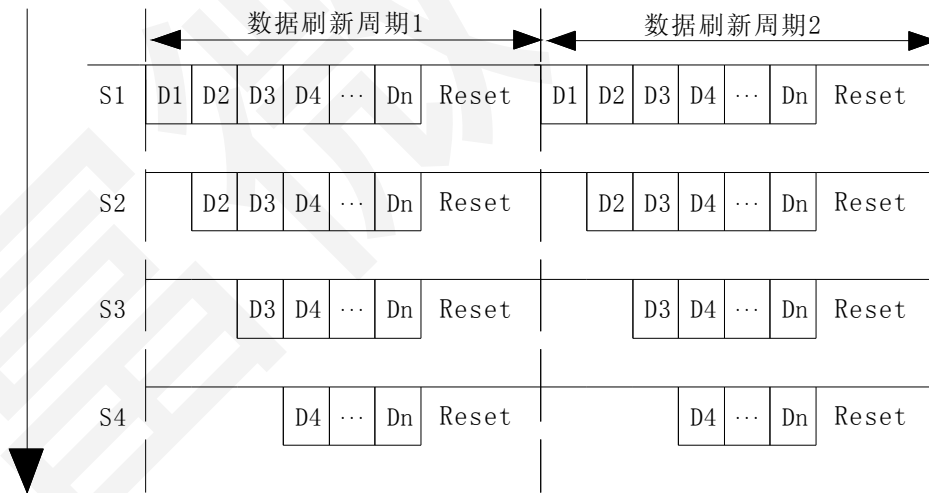 数据刷新周期1 数据刷新周期2
S1 D1 D2 D3 D4 ··· Dn Reset D1 D2 D3 D4 ··· Dn Reset
S2 D2 D3 D4 ··· Dn Reset D2 D3 D4 ··· Dn Reset
S3 D3 D4 ··· Dn Reset D3 D4 ··· Dn Reset
S4 D4 ··· Dn Reset D4 ··· Dn Reset